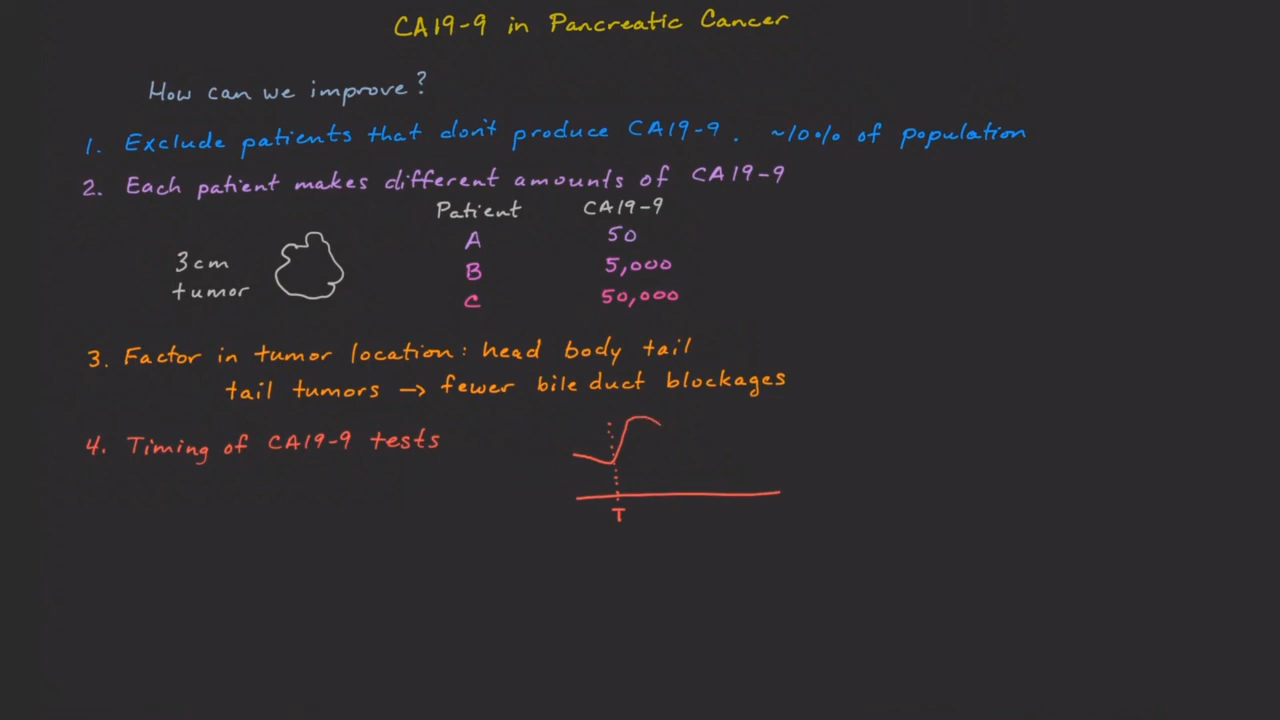 CA19-9 in Pancreatic Cancer
How can we improve?
1. Exclude patients that don't produce CA19-9. ~10% of population
2. Each patient makes different amounts of CA19-9
Patient CA19-9
A 50
3cm
B 5,000
tumor
C 50,000
3. Factor in tumor location: head body tail
tail tumors → fewer bile duct blockages
4. Timing of CA19-9 tests
T